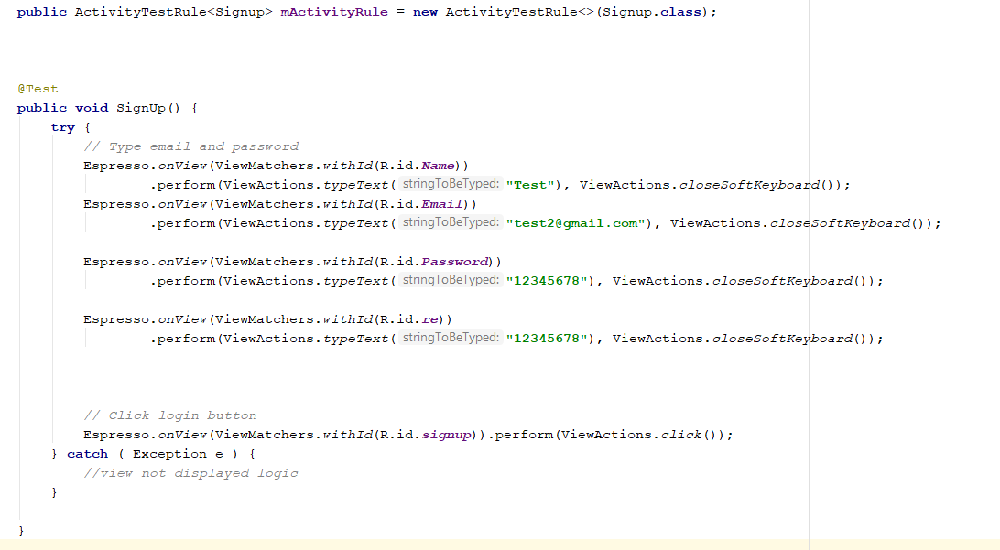 public ActivityTestRule<Signup> mActivityRule = new ActivityTestRule<>(Signup.class);
@Test
public void SignUp() {
try {
// Type email and password
Espresso.onView(ViewMatchers.withId(R.id.Name))
.perform(ViewActions.typeText( stringToBeTyped: "Test"), ViewActions.closeSoftKeyboard());
Espresso.onView(ViewMatchers.withId(R.id.Email))
.perform(ViewActions.typeText( stringToBeTyped: "test2@gmail.com"), ViewActions.closeSoftKeyboard());
Espresso.onView(ViewMatchers.withId(R.id.Password))
.perform(ViewActions.typeText( stringToBeTyped: "12345678"), ViewActions.closeSoftKeyboard());
Espresso.onView(ViewMatchers.withId(R.id.re))
.perform(ViewActions.typeText( stringToBeTyped: "12345678"), ViewActions.closeSoftKeyboard());
// Click login button
Espresso.onView(ViewMatchers.withId(R.id.signup)).perform(ViewActions.click());
} catch ( Exception e ) {
//view not displayed logic
}
}